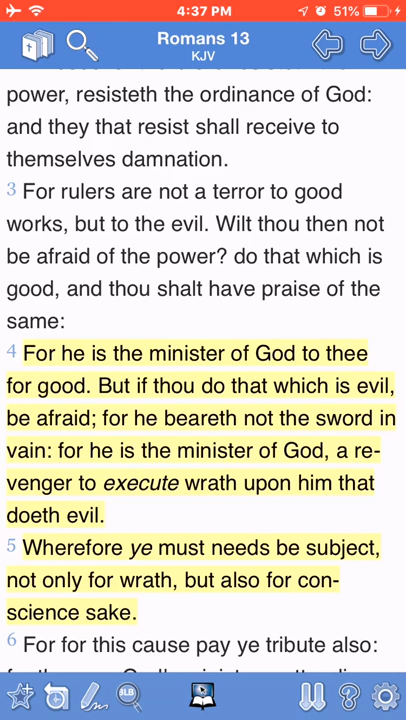 4:37 PM
51%
Romans 13
KJV
power, resisteth the ordinance of God:
and they that resist shall receive to
themselves damnation.
3 For rulers are not a terror to good
works, but to the evil. Wilt thou then not
be afraid of the power? do that which is
good, and thou shalt have praise of the
same:
4 For he is the minister of God to thee
for good. But if thou do that which is evil,
be afraid; for he beareth not the sword in
vain: for he is the minister of God, a re-
venger to execute wrath upon him that
doeth evil.
5 Wherefore ye must needs be subject,
not only for wrath, but also for con-
science sake.
6 For for this cause pay ye tribute also:
BLB